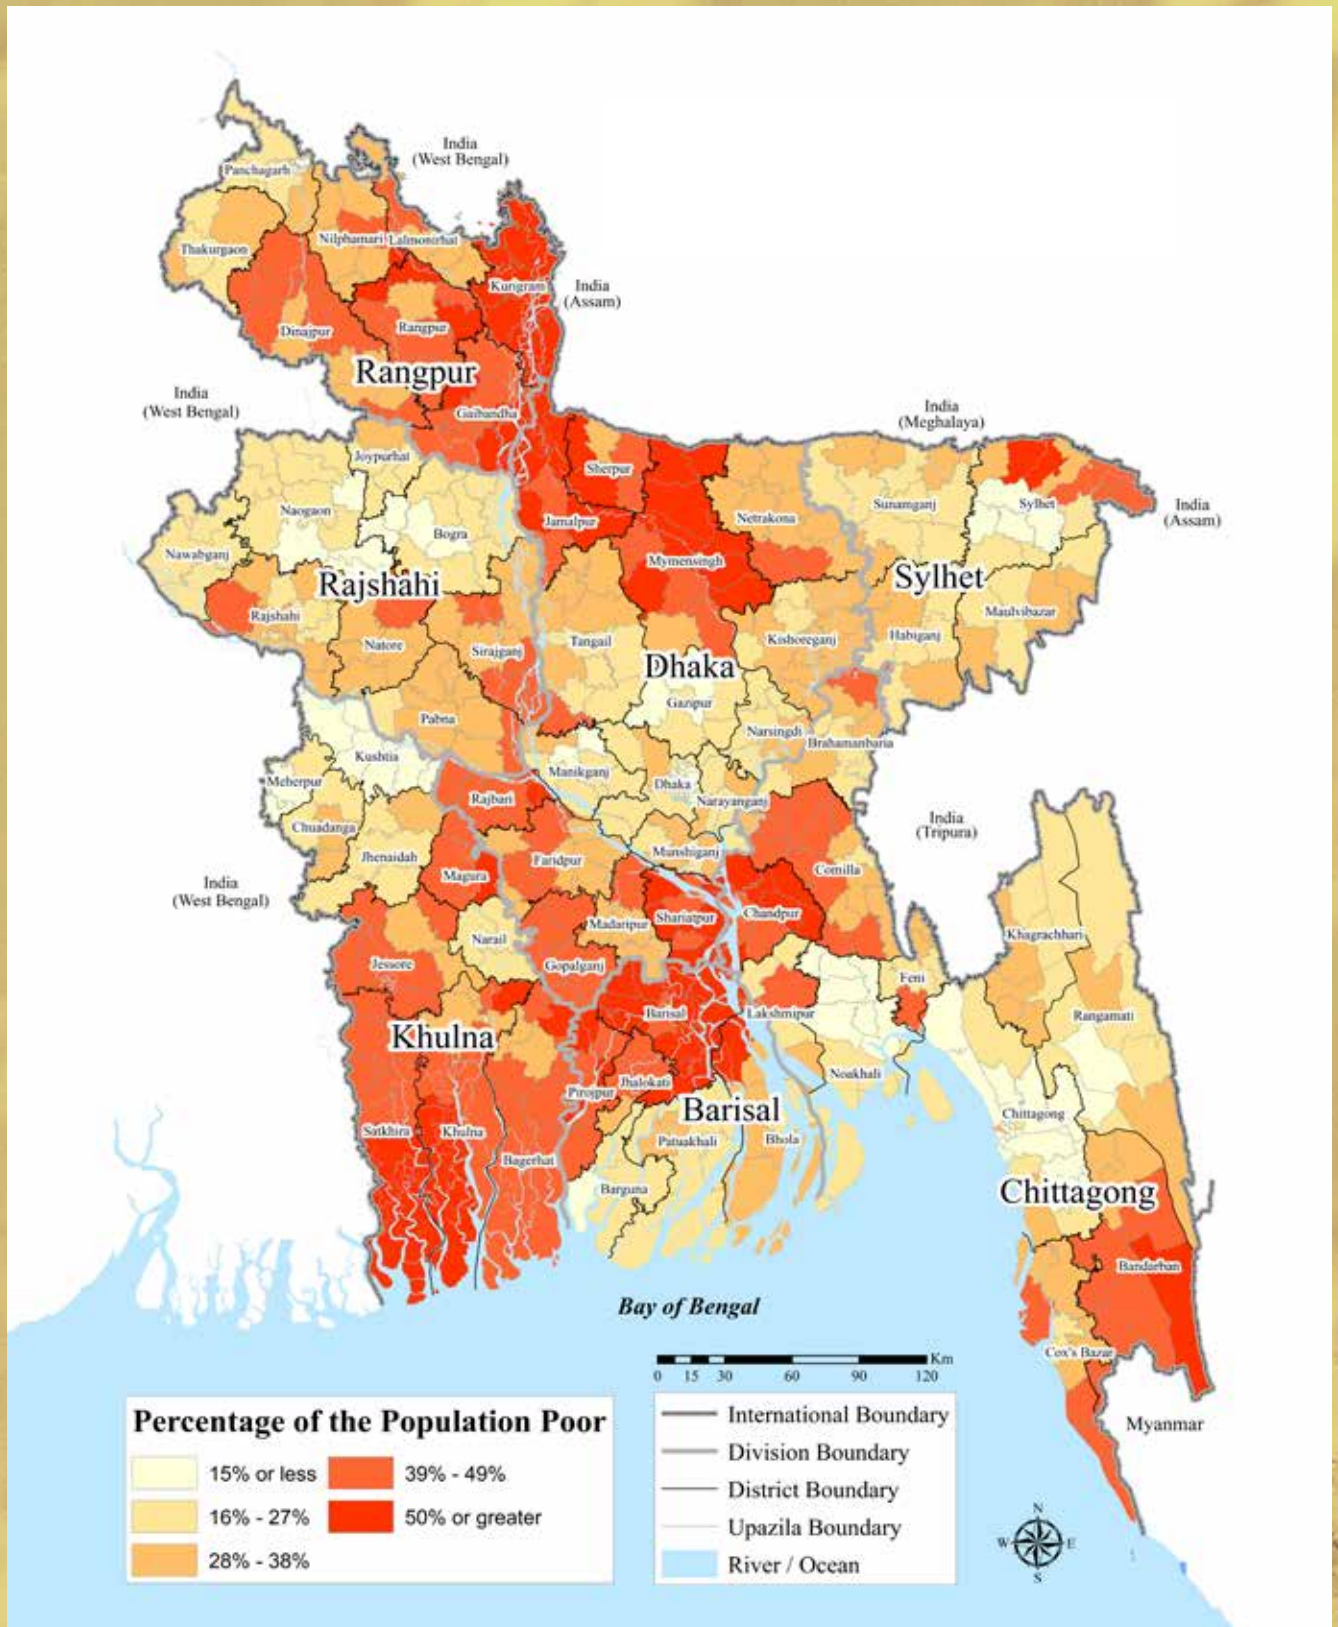 India
(West Bengal)
Panchagarh
Thakurgaon
Nilphamari
Lalmonirhat
Kurigram
India
(Assam)
Dinajpur
Rangpur
Rangpur
India
(West Bengal)
Gaibandha
India
(Meghalaya)
Joypurhat
Sherpur
Naogaon
Bogra
Jamalpur
Netrakona
Sunamganj
Sylhet
India
(Assam)
Nawabganj
Mymensingh
Rajshahi
Sylhet
Rajshahi
Maulvibazar
Natore
Sirajganj
Tangail
Kishoreganj
Habiganj
Dhaka
Gazipur
Pabna
Narsingdi
Brahamanbaria
Kushtia
Manikganj
Meherpur
Dhaka
Narayanganj
Rajbari
Chuadanga
India
(Tripura)
Jhenaidah
Faridpur
Munshiganj
Magura
Comilla
India
(West Bengal)
Madaripur
Shariatpur
Chandpur
Narail
Khagrachhari
Jessore
Gopalganj
Feni
Barisal
Lakshmipur
Rangamati
Khulna
Noakhali
Jhalokati
Pirojpur
Barisal
Chittagong
Satkhira
Khulna
Patuakhali
Bhola
Bagerhat
Barguna
Chittagong
Bandarban
Bay of Bengal
Cox's Bazar
Km
0 15 30 60 90 120
Myanmar
Percentage of the Population Poor
15% or less
16% - 27%
28% - 38%
39% - 49%
50% or greater
International Boundary
Division Boundary
District Boundary
Upazila Boundary
River / Ocean
N
W
E
S